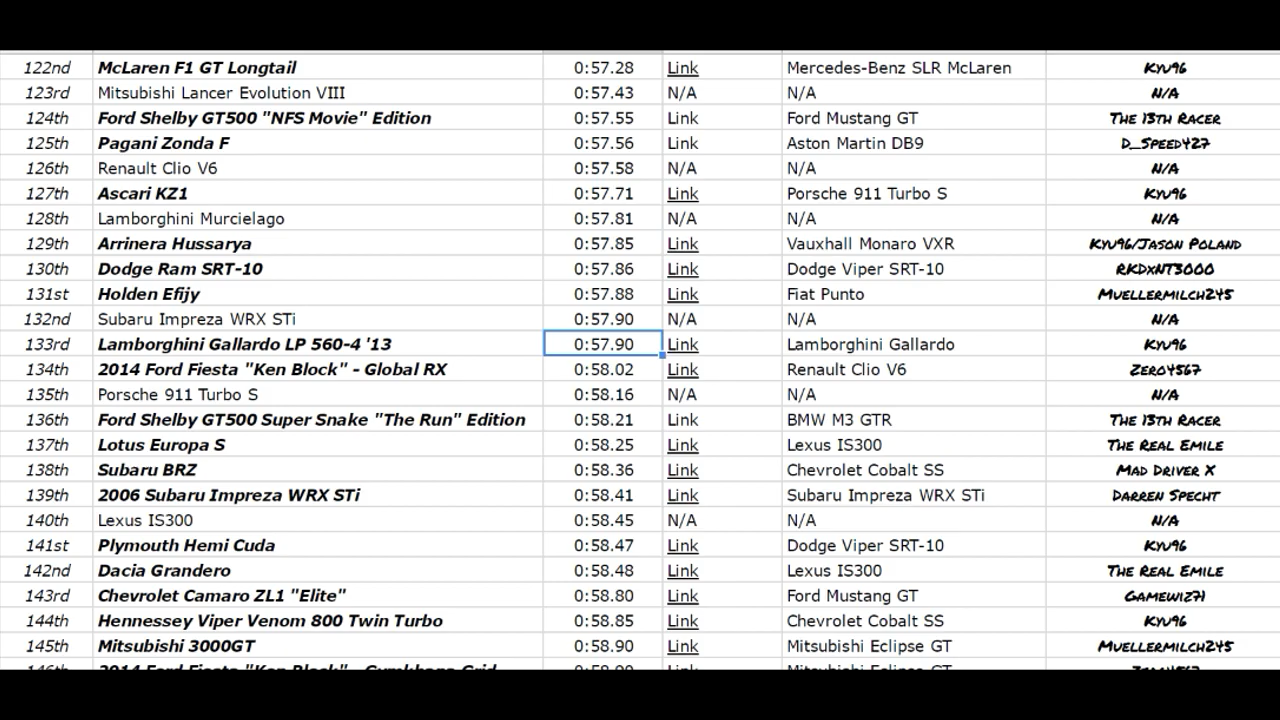 122nd McLaren F1 GT Longtail 0:57.28 Link Mercedes-Benz SLR McLaren Kyu96
123rd Mitsubishi Lancer Evolution VIII 0:57.43 N/A N/A N/A
124th Ford Shelby GT500 "NFS Movie" Edition 0:57.55 Link Ford Mustang GT The 13th Racer
125th Pagani Zonda F 0:57.56 Link Aston Martin DB9 D_Speed427
126th Renault Clio V6 0:57.58 N/A N/A N/A
127th Ascari KZ1 0:57.71 Link Porsche 911 Turbo S Kyu96
128th Lamborghini Murcielago 0:57.81 N/A N/A N/A
129th Arrinera Hussarya 0:57.85 Link Vauxhall Monaro VXR Kyu96/Jason Poland
130th Dodge Ram SRT-10 0:57.86 Link Dodge Viper SRT-10 RKDxNT3000
131st Holden Efijy 0:57.88 Link Fiat Punto Muellermilch245
132nd Subaru Impreza WRX STi 0:57.90 N/A N/A N/A
133rd Lamborghini Gallardo LP 560-4 '13 0:57.90 Link Lamborghini Gallardo Kyu96
134th 2014 Ford Fiesta "Ken Block" - Global RX 0:58.02 Link Renault Clio V6 Zero4567
135th Porsche 911 Turbo S 0:58.16 N/A N/A N/A
136th Ford Shelby GT500 Super Snake "The Run" Edition 0:58.21 Link BMW M3 GTR The 13th Racer
137th Lotus Europa S 0:58.25 Link Lexus IS300 The Real Emile
138th Subaru BRZ 0:58.36 Link Chevrolet Cobalt SS Mad Driver X
139th 2006 Subaru Impreza WRX STi 0:58.41 Link Subaru Impreza WRX STi Darren Specht
140th Lexus IS300 0:58.45 N/A N/A N/A
141st Plymouth Hemi Cuda 0:58.47 Link Dodge Viper SRT-10 Kyu96
142nd Dacia Grandero 0:58.48 Link Lexus IS300 The Real Emile
143rd Chevrolet Camaro ZL1 "Elite" 0:58.80 Link Ford Mustang GT Gamewiz71
144th Hennessey Viper Venom 800 Twin Turbo 0:58.85 Link Chevrolet Cobalt SS Kyu96
145th Mitsubishi 3000GT 0:58.90 Link Mitsubishi Eclipse GT Muellermilch245
146th 2014 Ford Fiesta "Ken Block" - Gymkhana Grid Link Mitsubishi Eclipse GT Zero4567